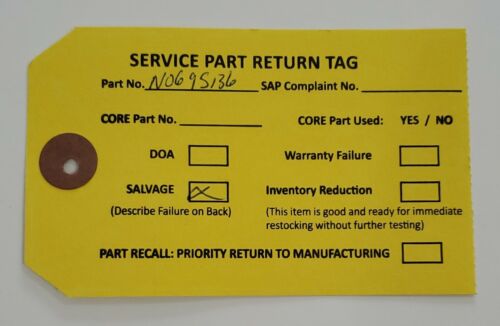 SERVICE PART RETURN TAG
Part No. N0695136 SAP Complaint No.
CORE Part No. CORE Part Used: YES / NO
DOA Warranty Failure
SALVAGE Inventory Reduction
(Describe Failure on Back) (This item is good and ready for immediate
restocking without further testing)
PART RECALL: PRIORITY RETURN TO MANUFACTURING